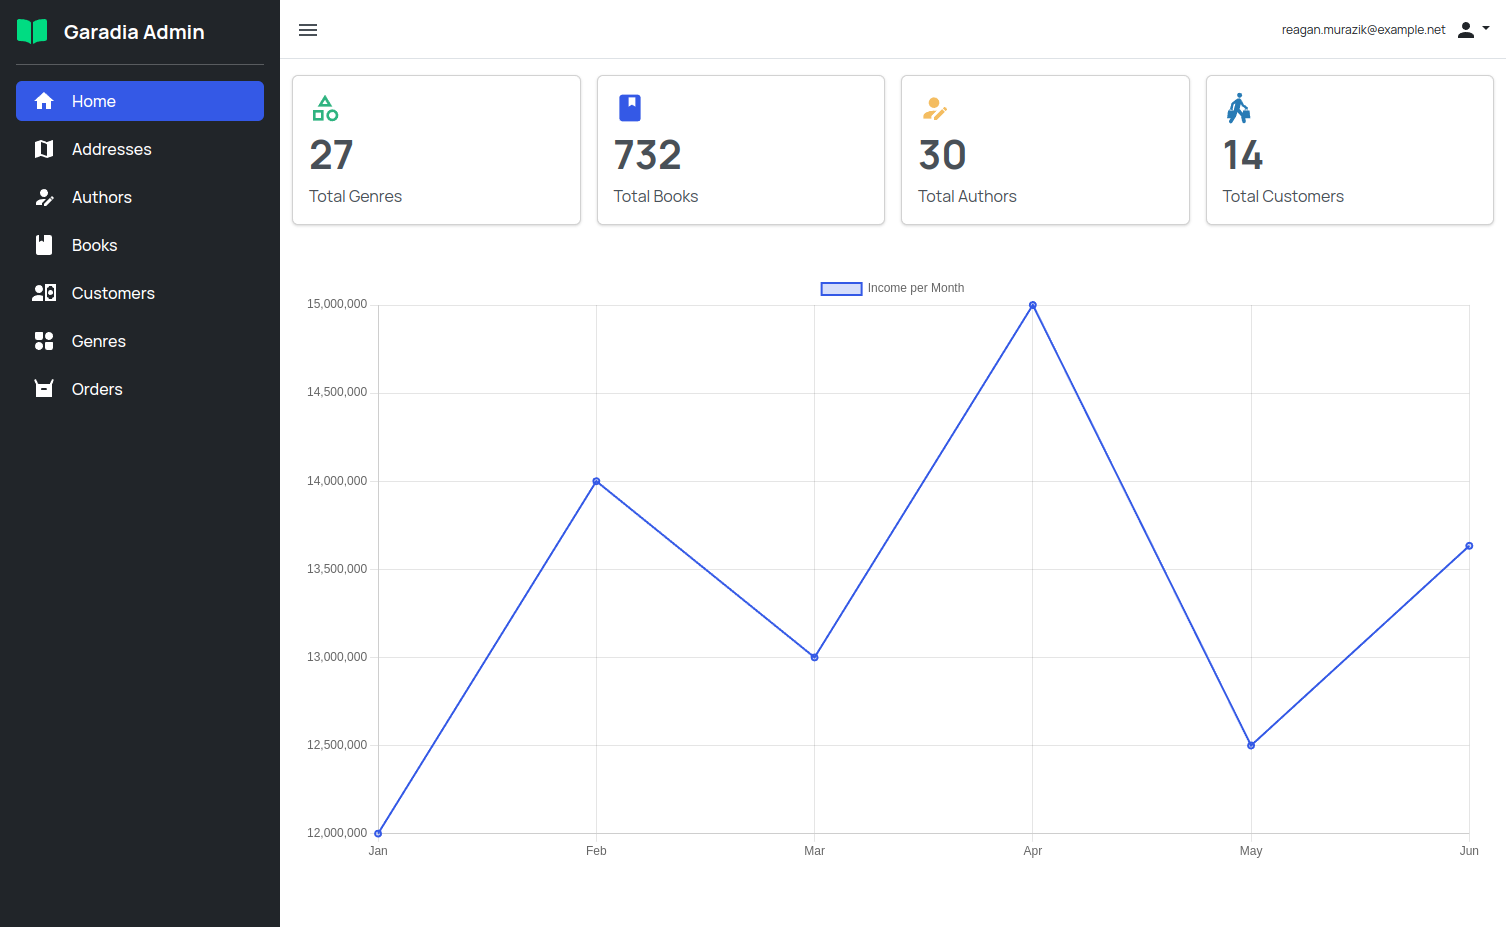 Garadia Admin
Home
Addresses
Authors
Books
Customers
Genres
Orders
reagan.murazik@example.net
27
Total Genres
732
Total Books
30
Total Authors
14
Total Customers
Income per Month
15,000,000
14,500,000
14,000,000
13,500,000
13,000,000
12,500,000
12,000,000
Jan Feb Mar Apr May Jun